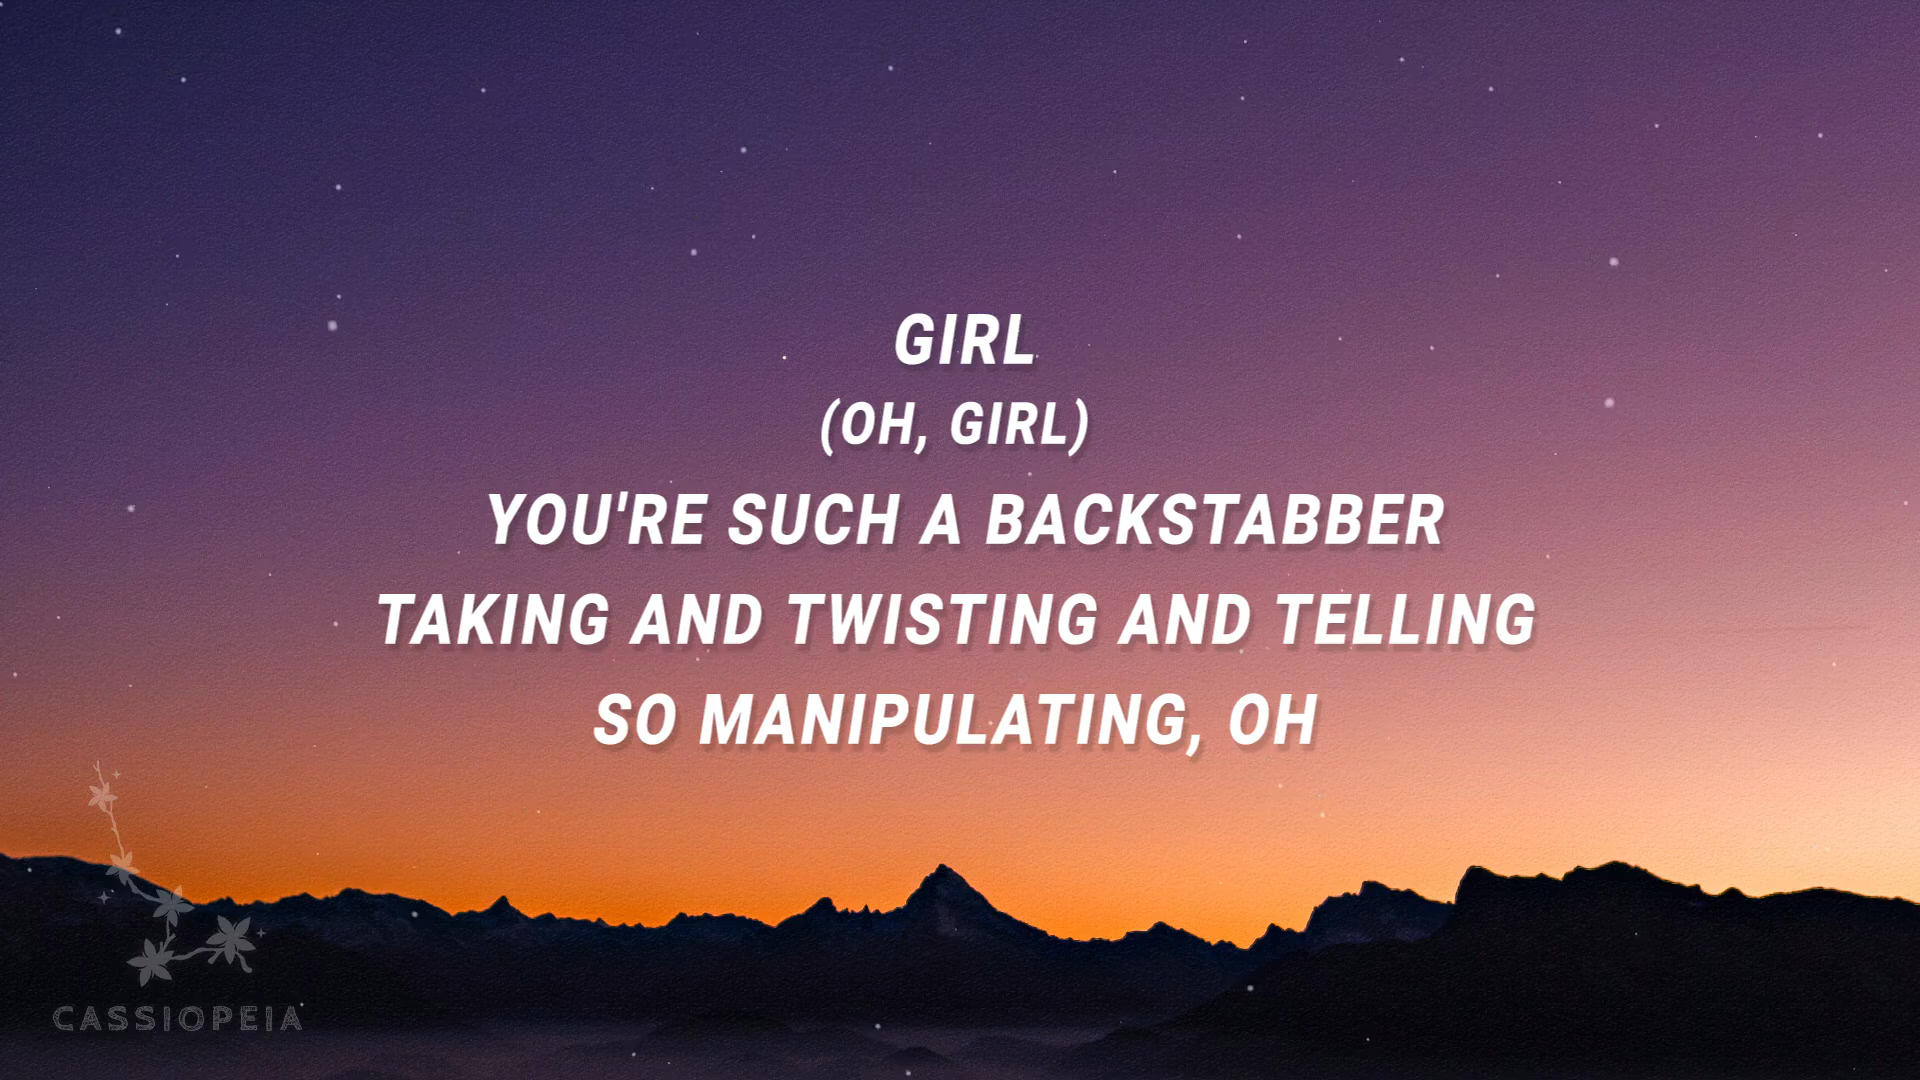 GIRL
(OH, GIRL)
YOU'RE SUCH A BACKSTABBER
TAKING AND TWISTING AND TELLING
SO MANIPULATING, OH
CASSIOPEIA